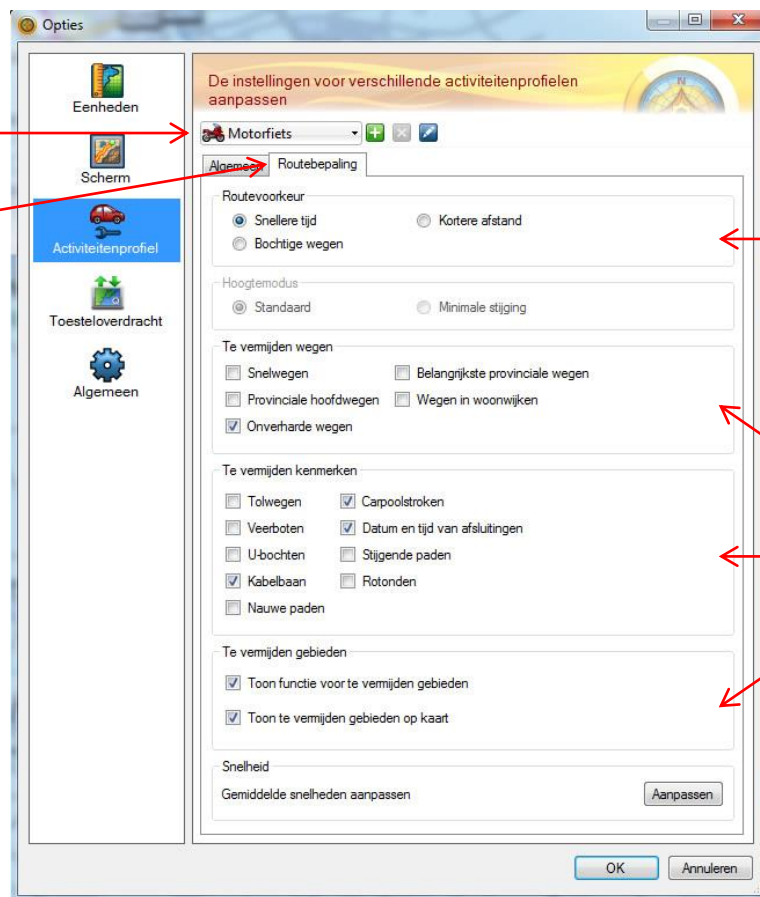 Opties
Eenheden
Scherm
Activiteitenprofiel
Toesteloverdracht
Algemeen
De instellingen voor verschillende activiteitenprofielen
aanpassen
N
Motorfiets
Algemeen Routebepaling
Routevoorkeur
Snellere tijd Kortere afstand
Bochtige wegen
Hoogtemodus
Standaard Minimale stijging
Te vermijden wegen
Snelwegen Belangrijkste provinciale wegen
Provinciale hoofdwegen Wegen in woonwijken
Onverharde wegen
Te vermijden kenmerken
Tolwegen Carpoolstroken
Veerboten Datum en tijd van afsluitingen
U-bochten Stijgende paden
Kabelbaan Rotonden
Nauwe paden
Te vermijden gebieden
Toon functie voor te vermijden gebieden
Toon te vermijden gebieden op kaart
Snelheid
Gemiddelde snelheden aanpassen Aanpassen
OK Annuleren